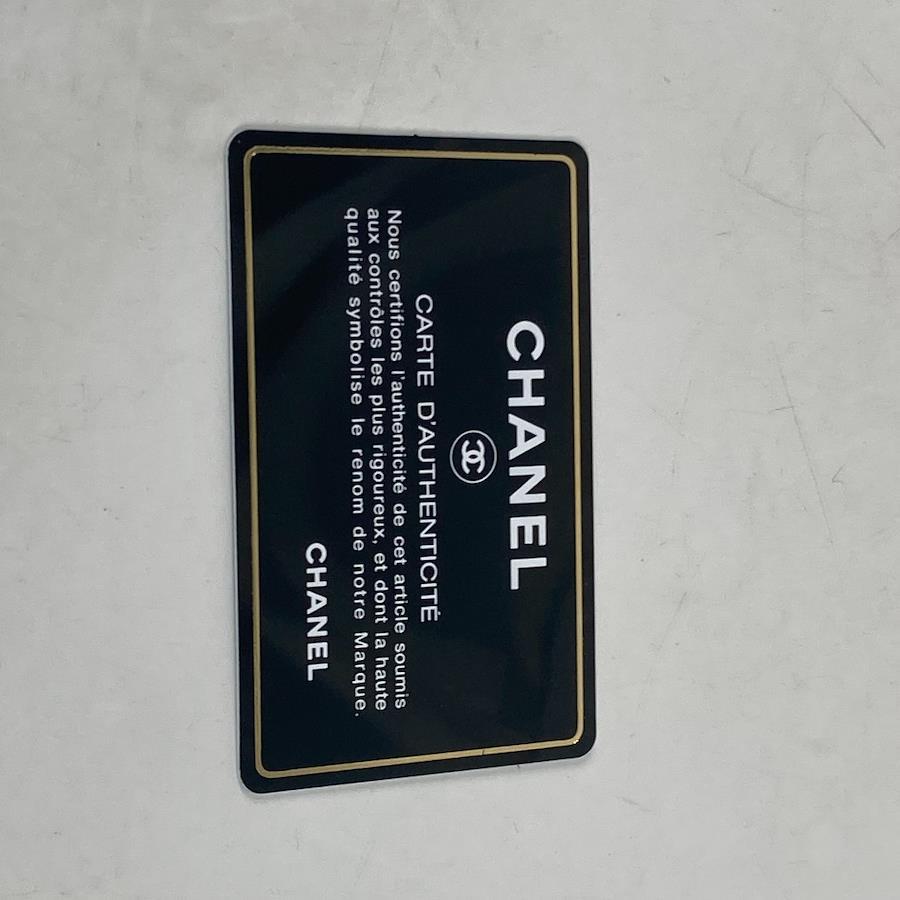 CHANEL
CARTE D'AUTHENTICITÉ
Nous certifions l'authenticité de cet article soumis
aux contrôles les plus rigoureux, et dont la haute
qualité symbolise le renom de notre Marque.
CHANEL